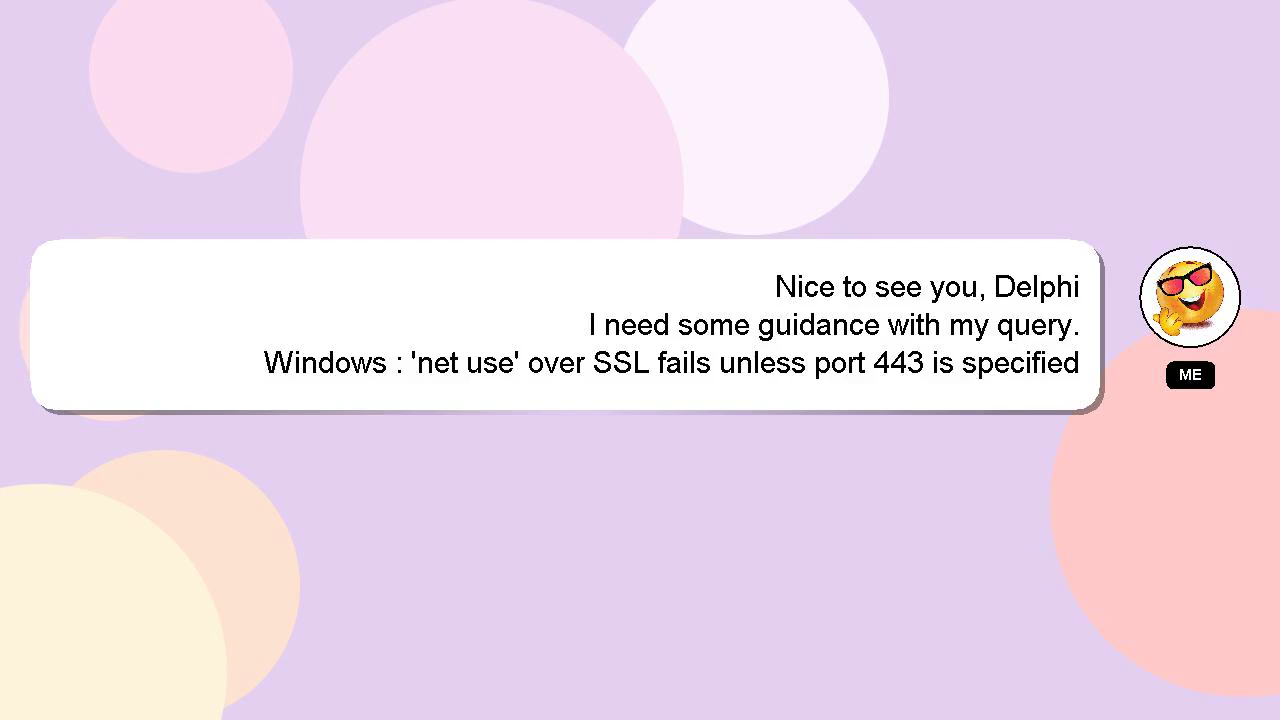 Nice to see you, Delphi
I need some guidance with my query.
Windows : 'net use' over SSL fails unless port 443 is specified
ME